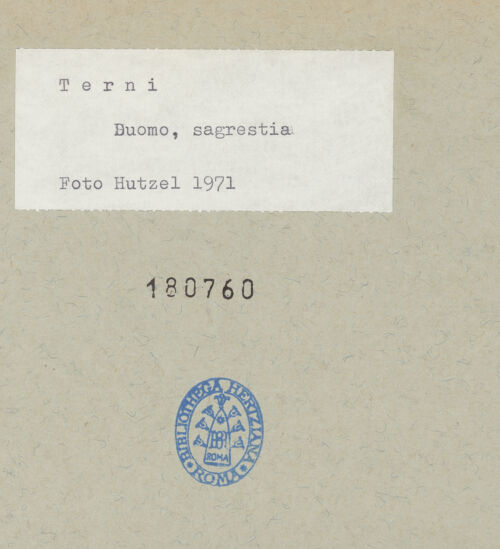 T e r n i
Duomo, sagrestia
Foto Hutzel 1971
180760
BIBLIOTHECA HERTZIANA
ROMA
ROMA